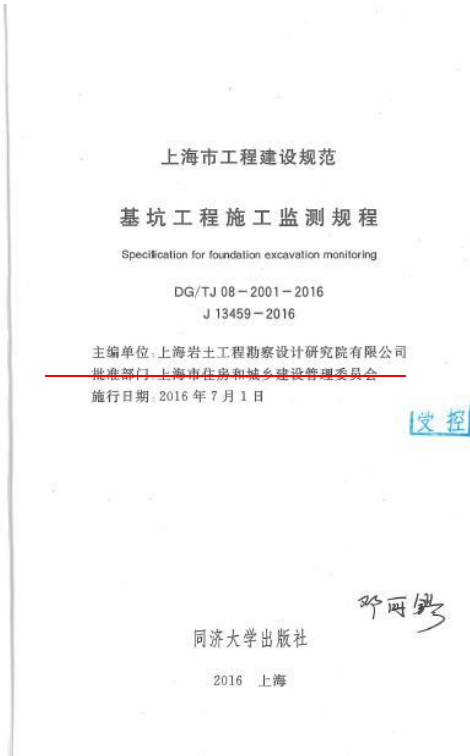 上海市工程建设规范
基坑工程施工监测规程
Specification for foundation excavation monitoring
DG/TJ 08－2001－2016
J 13459－2016
主编单位:上海岩土工程勘察设计研究院有限公司
批准部门:上海市住房和城乡建设管理委员会
施行日期:2016年7月1日
受控
同济大学出版社
2016 上海